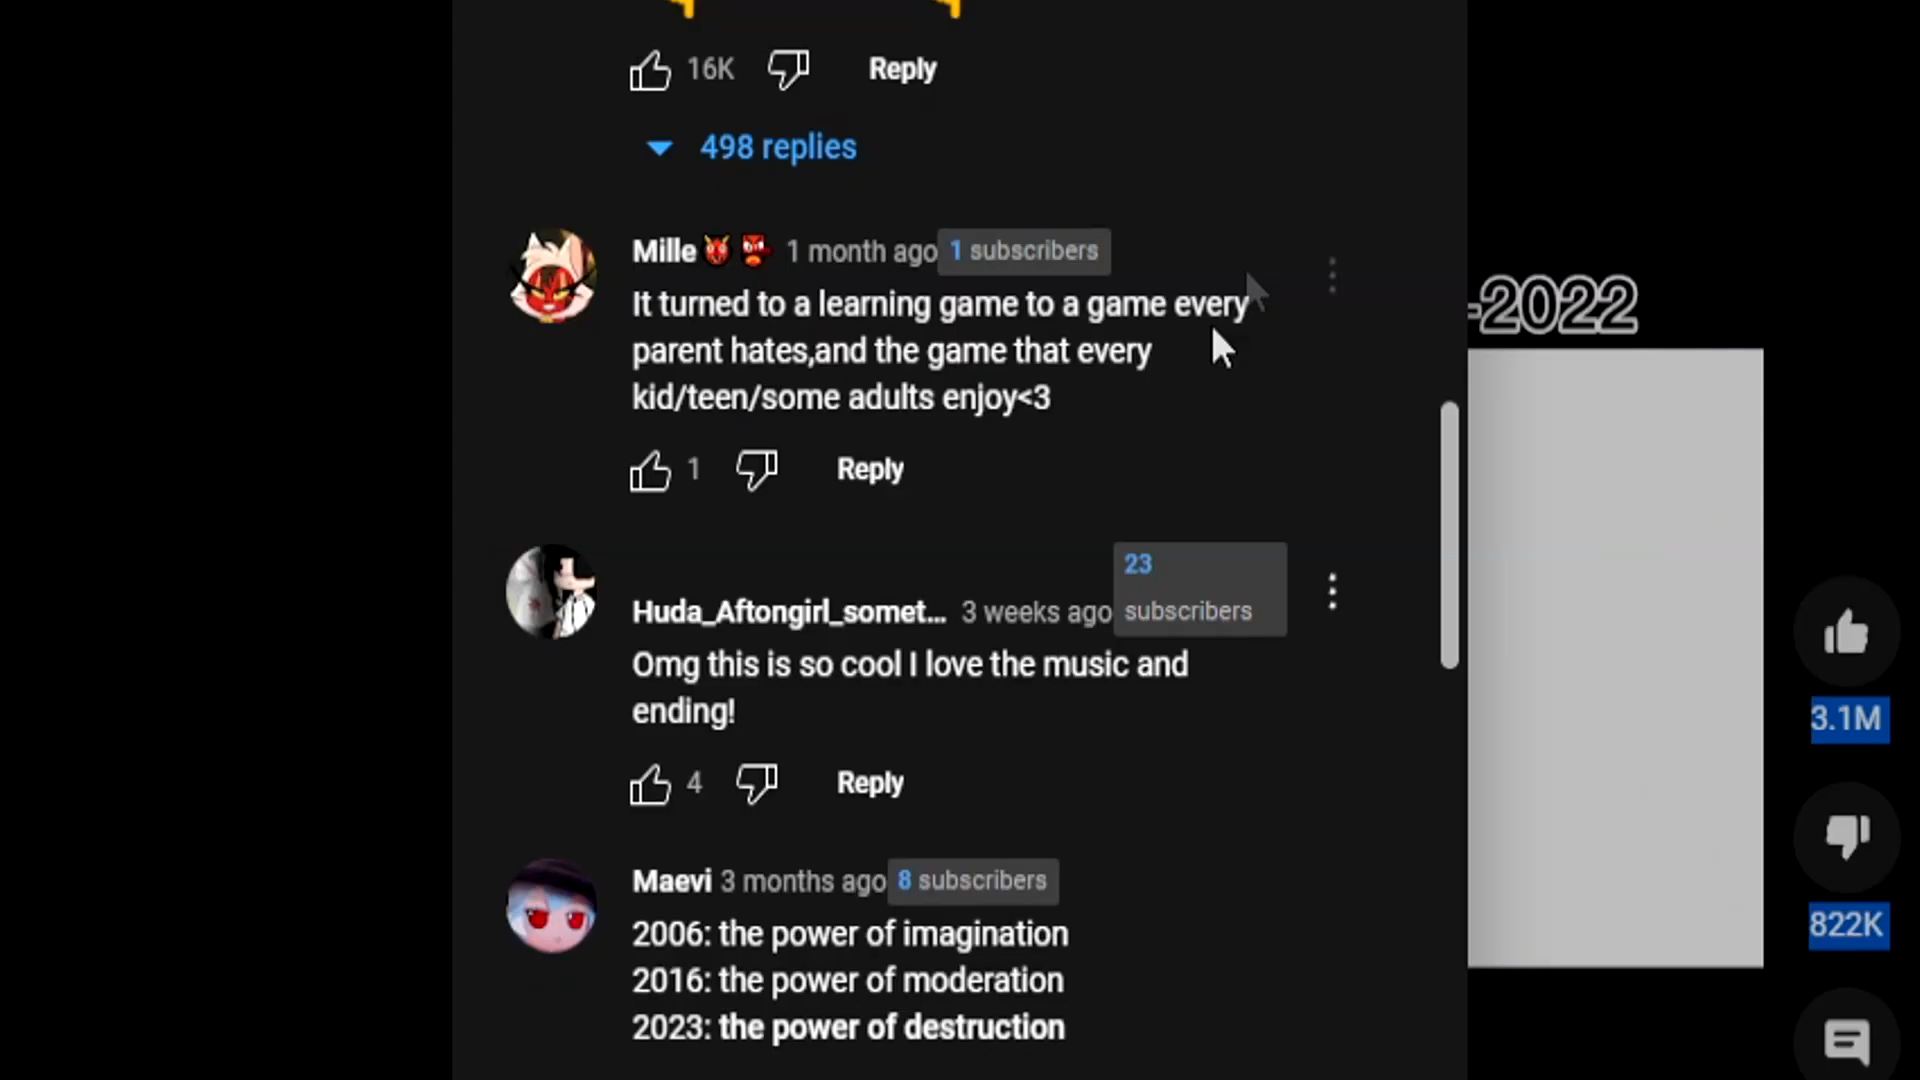 16K Reply
498 replies
Mille 1 month ago 1 subscribers
It turned to a learning game to a game every
parent hates,and the game that every
kid/teen/some adults enjoy<3
1 Reply
23
Huda_Aftongirl_somet... 3 weeks ago subscribers
Omg this is so cool I love the music and
ending!
4 Reply
Maevi 3 months ago 8 subscribers
2006: the power of imagination
2016: the power of moderation
2023: the power of destruction
-2022
3.1M
822K